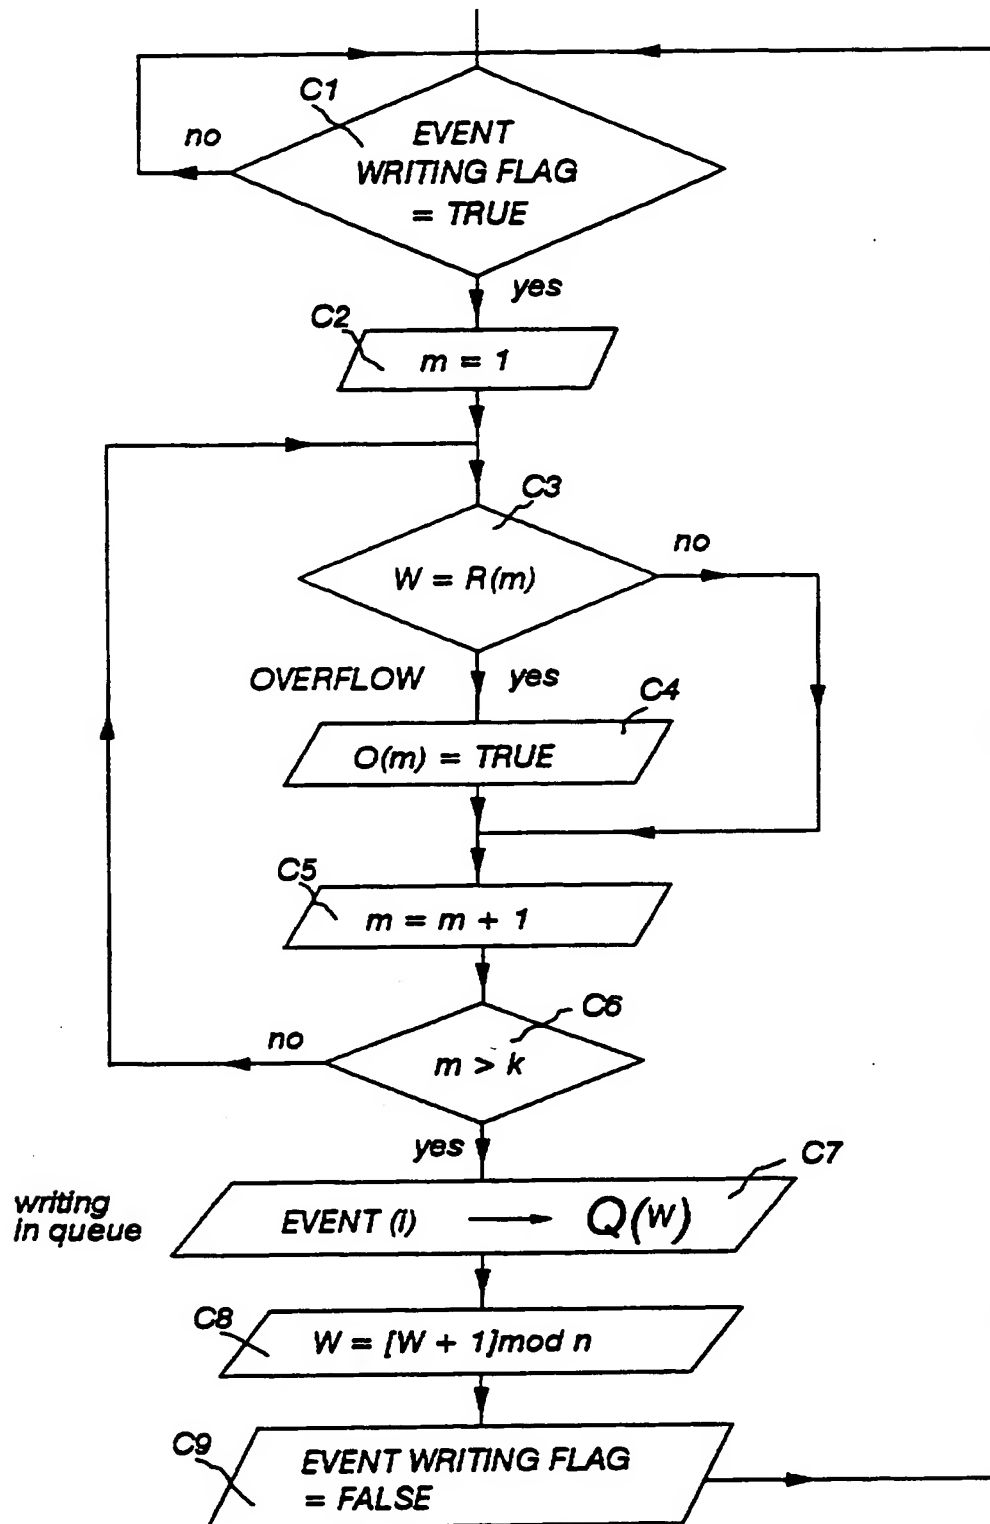 C1
no
EVENT
WRITING FLAG
= TRUE
yes
C2
m = 1
C3
no
W = R(m)
OVERFLOW
yes
C4
O(m) = TRUE
C5
m = m + 1
C6
no
m > k
yes
C7
writing
in queue
EVENT (I) → Q(W)
C8
W = [W + 1]mod n
C9
EVENT WRITING FLAG
= FALSE